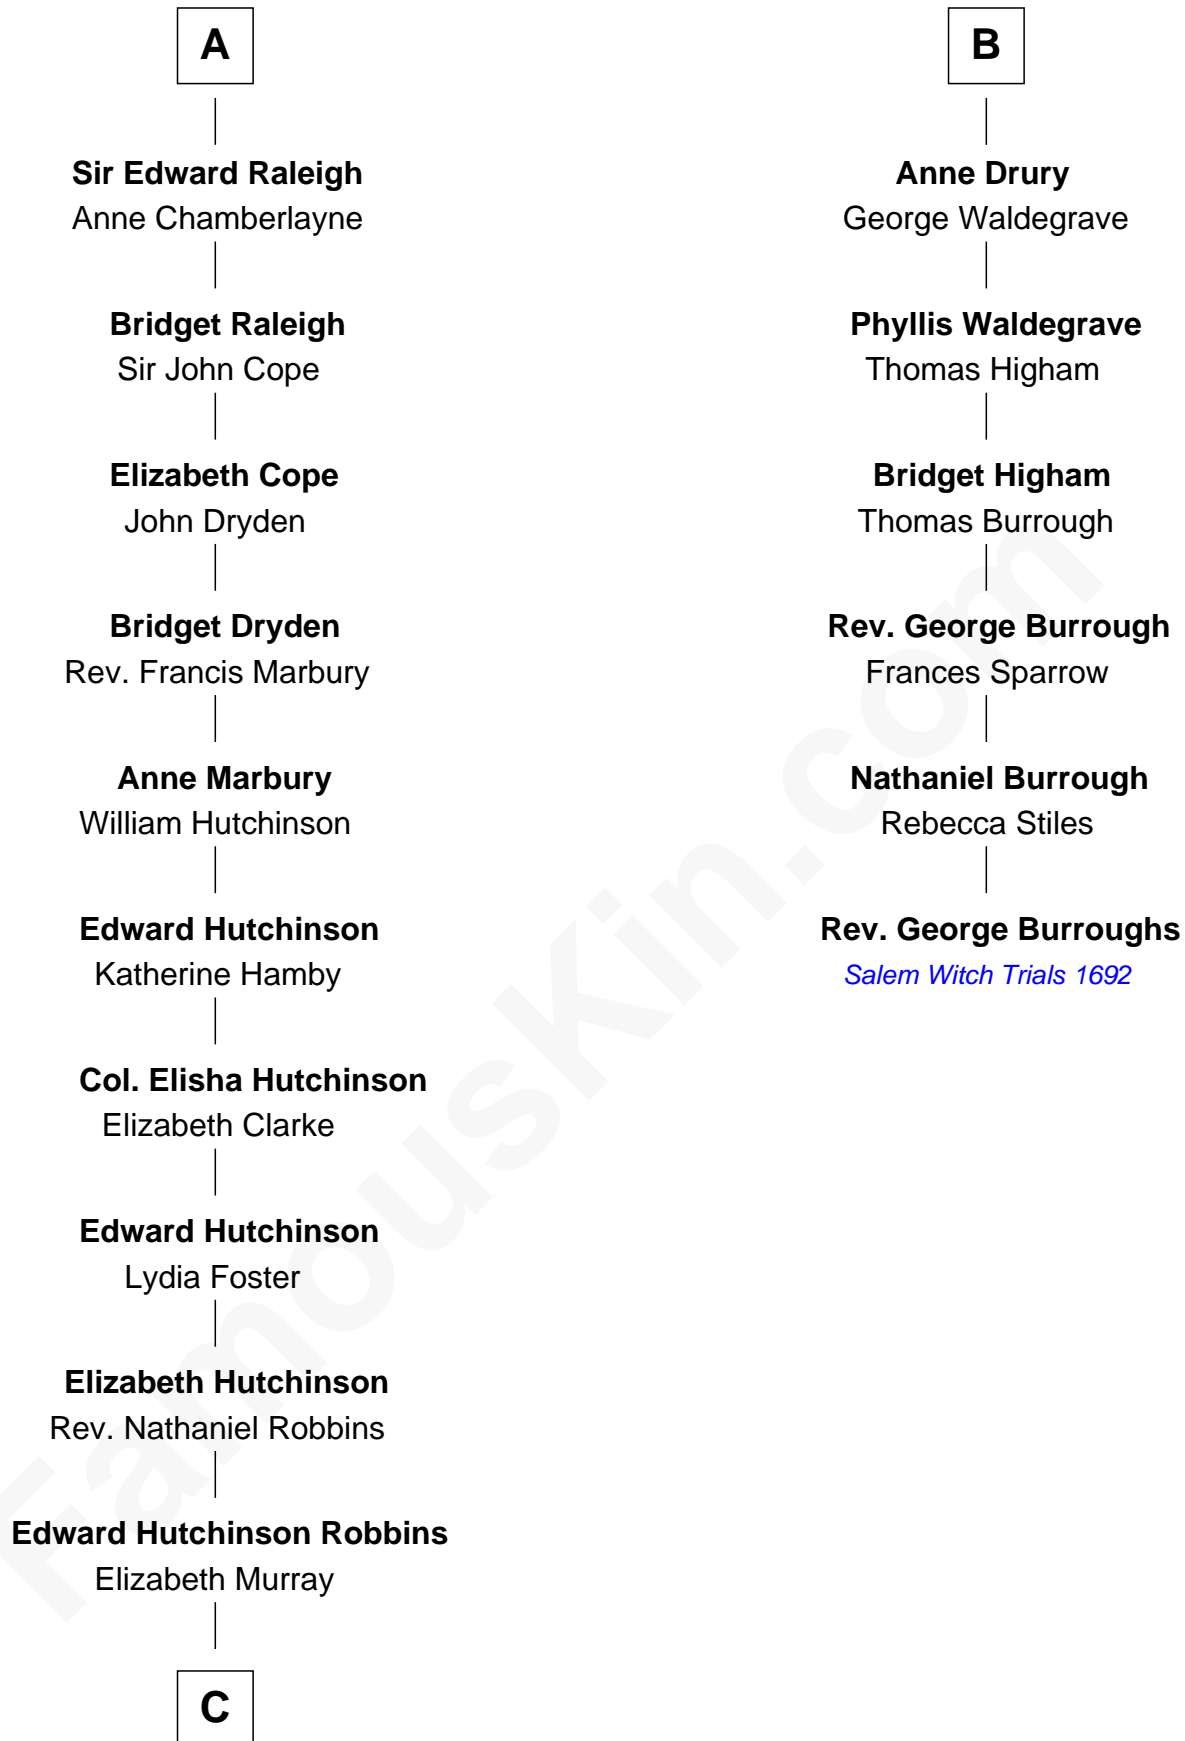 A
Sir Edward Raleigh
Anne Chamberlayne
Bridget Raleigh
Sir John Cope
Elizabeth Cope
John Dryden
Bridget Dryden
Rev. Francis Marbury
Anne Marbury
William Hutchinson
Edward Hutchinson
Katherine Hamby
Col. Elisha Hutchinson
Elizabeth Clarke
Edward Hutchinson
Lydia Foster
Elizabeth Hutchinson
Rev. Nathaniel Robbins
Edward Hutchinson Robbins
Elizabeth Murray
C
B
Anne Drury
George Waldegrave
Phyllis Waldegrave
Thomas Higham
Bridget Higham
Thomas Burrough
Rev. George Burrough
Frances Sparrow
Nathaniel Burrough
Rebecca Stiles
Rev. George Burroughs
Salem Witch Trials 1692
FamousKin.com